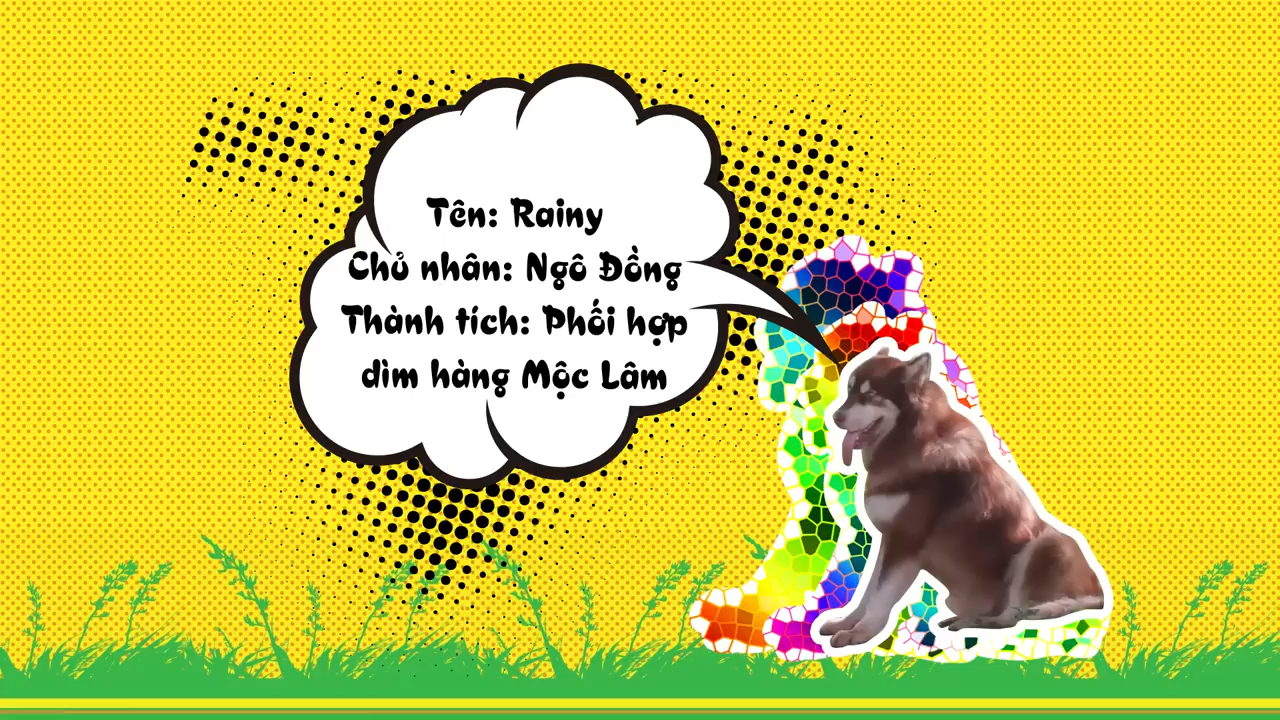 Tên: Rainy
Chủ nhân: Ngô Đồng
Thành tích: Phối hợp
dìm hàng Mộc Lâm